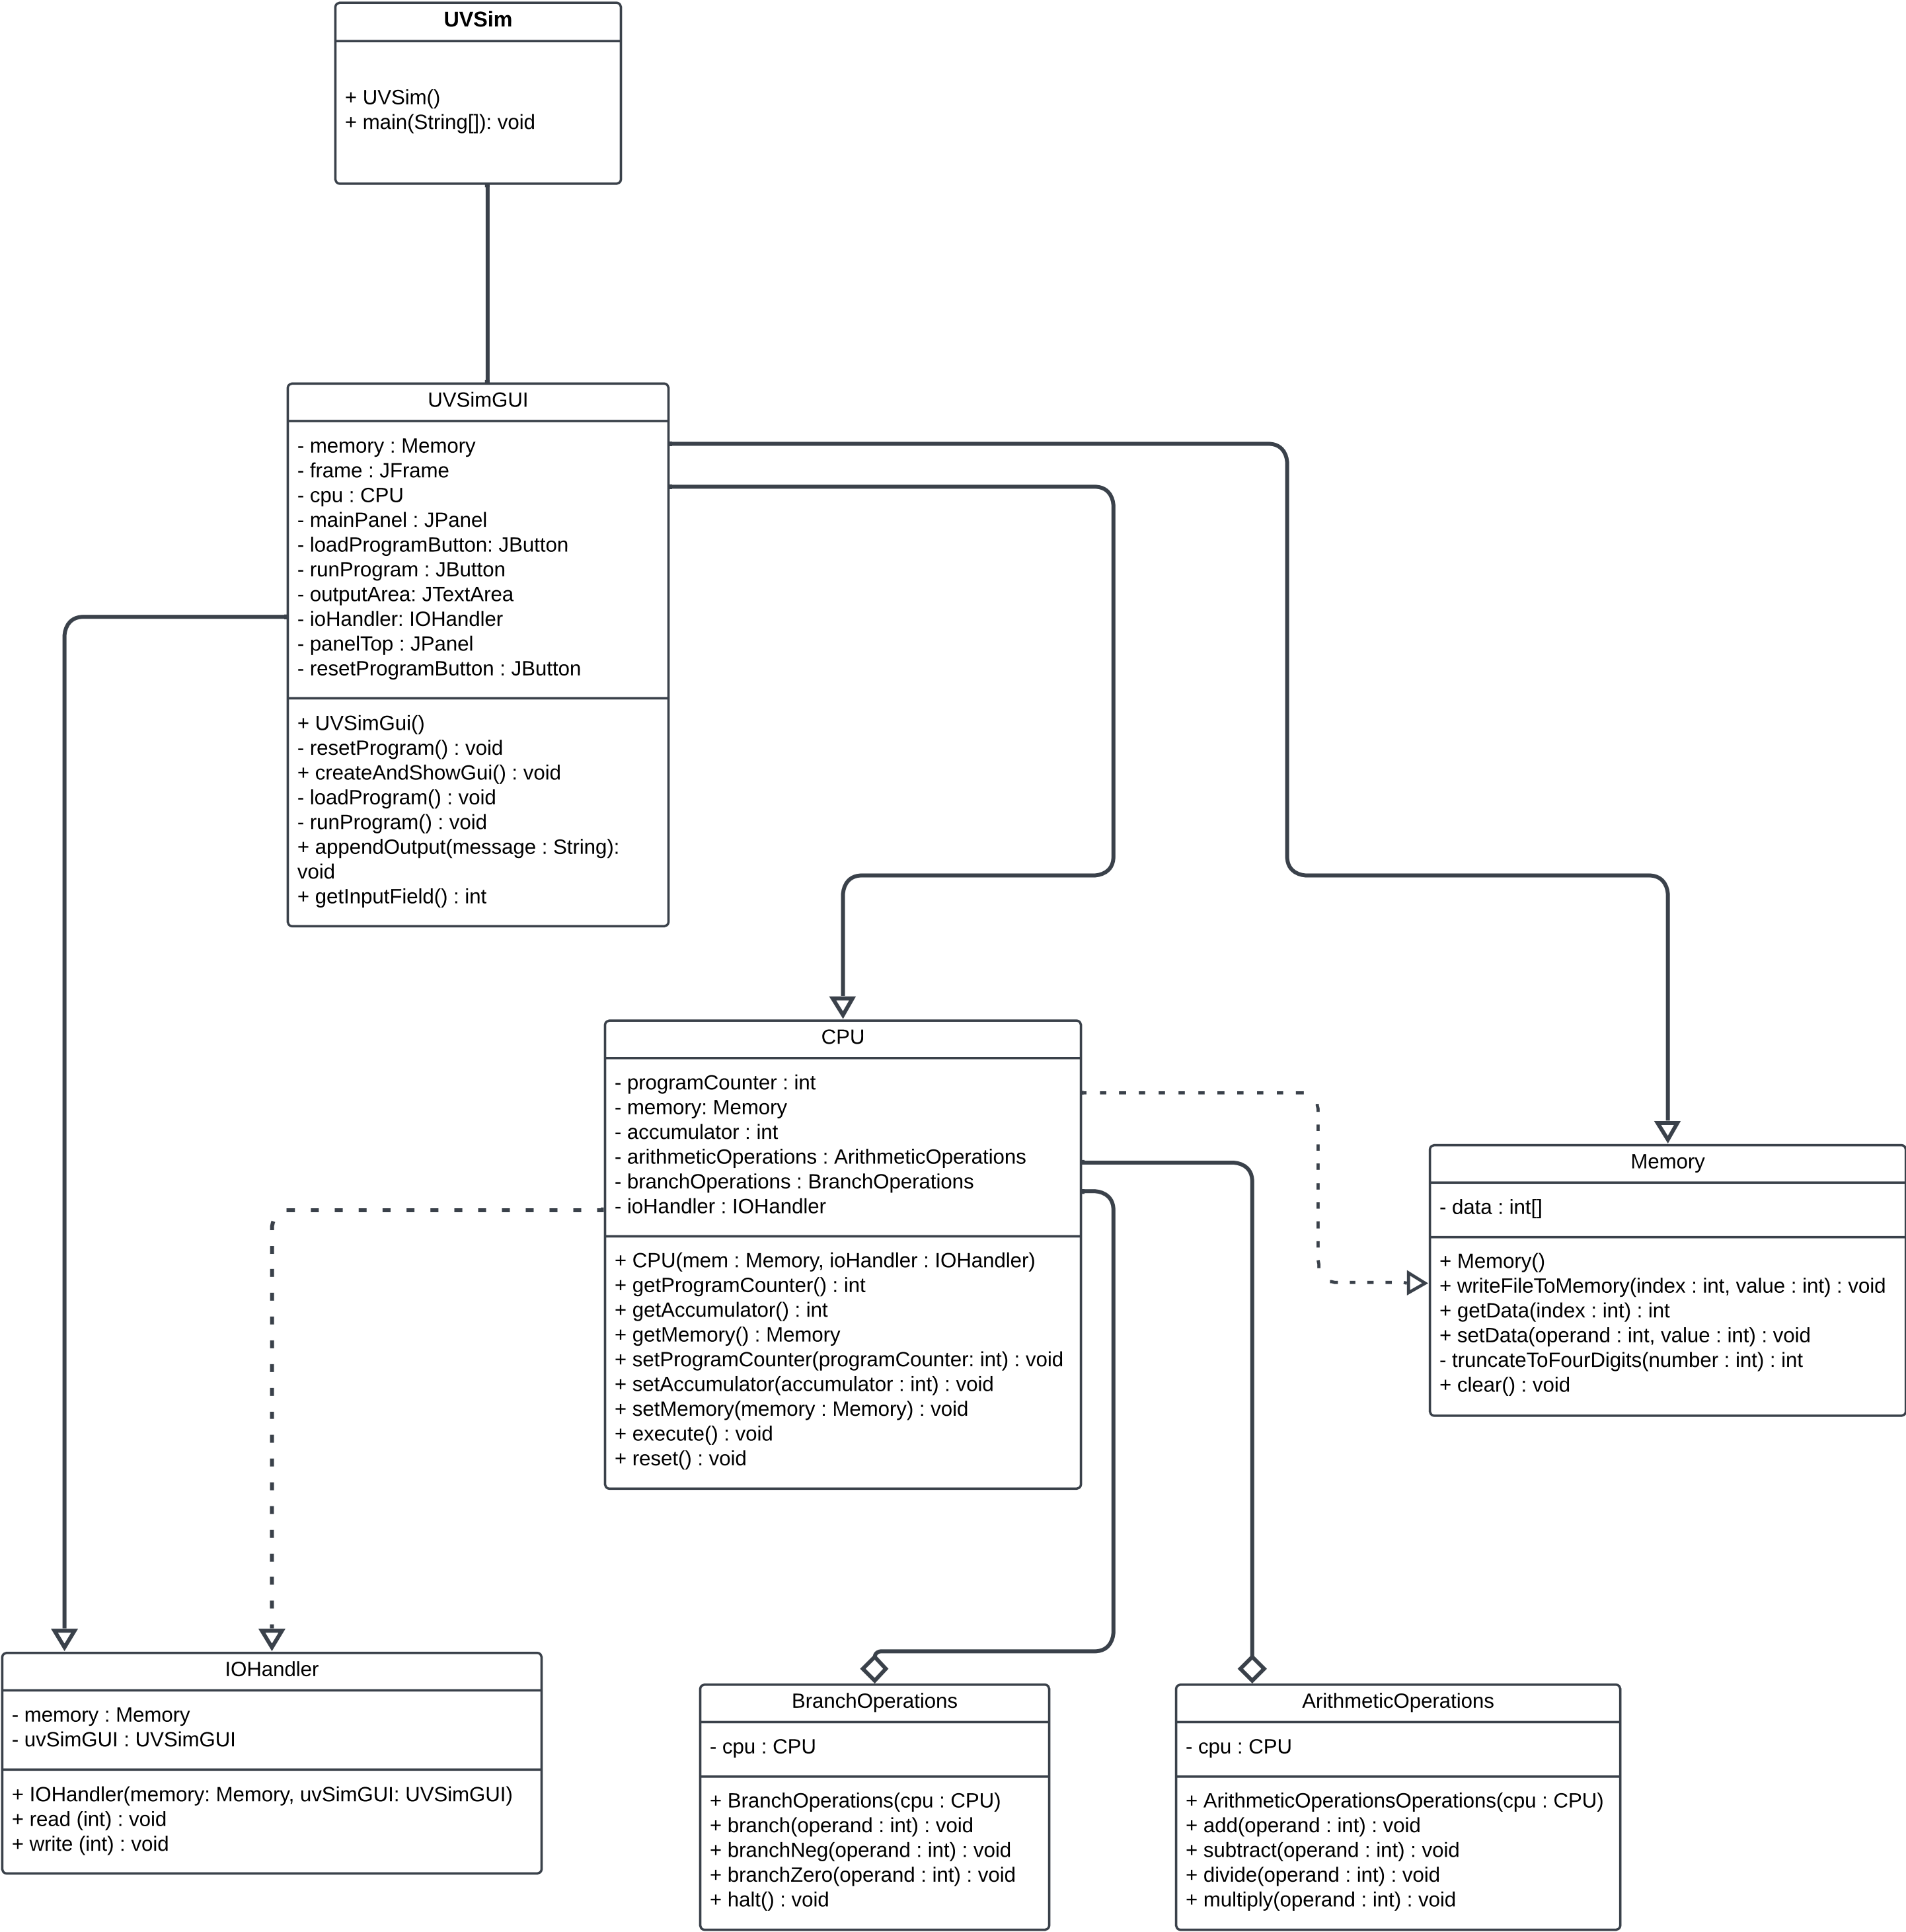 UVSim
+ UVSim()
+ main(String[]): void
UVSimGUI
- memory : Memory
- frame : JFrame
- cpu : CPU
- mainPanel : JPanel
- loadProgramButton: JButton
- runProgram : JButton
- outputArea: JTextArea
- ioHandler: IOHandler
- panelTop : JPanel
- resetProgramButton : JButton
+ UVSimGui()
- resetProgram() : void
+ createAndShowGui() : void
- loadProgram() : void
- runProgram() : void
+ appendOutput(message : String):
void
+ getInputField() : int
CPU
- programCounter : int
- memory: Memory
- accumulator : int
- arithmeticOperations : ArithmeticOperations
- branchOperations : BranchOperations
- ioHandler : IOHandler
+ CPU(mem : Memory, ioHandler : IOHandler)
+ getProgramCounter() : int
+ getAccumulator() : int
+ getMemory() : Memory
+ setProgramCounter(programCounter: int) : void
+ setAccumulator(accumulator : int) : void
+ setMemory(memory : Memory) : void
+ execute() : void
+ reset() : void
Memory
- data : int[]
+ Memory()
+ writeFileToMemory(index : int, value : int) : void
+ getData(index : int) : int
+ setData(operand : int, value : int) : void
- truncateToFourDigits(number : int) : int
+ clear() : void
IOHandler
- memory : Memory
- uvSimGUI : UVSimGUI
+ IOHandler(memory: Memory, uvSimGUI: UVSimGUI)
+ read (int) : void
+ write (int) : void
BranchOperations
- cpu : CPU
+ BranchOperations(cpu : CPU)
+ branch(operand : int) : void
+ branchNeg(operand : int) : void
+ branchZero(operand : int) : void
+ halt() : void
ArithmeticOperations
- cpu : CPU
+ ArithmeticOperationsOperations(cpu : CPU)
+ add(operand : int) : void
+ subtract(operand : int) : void
+ divide(operand : int) : void
+ multiply(operand : int) : void